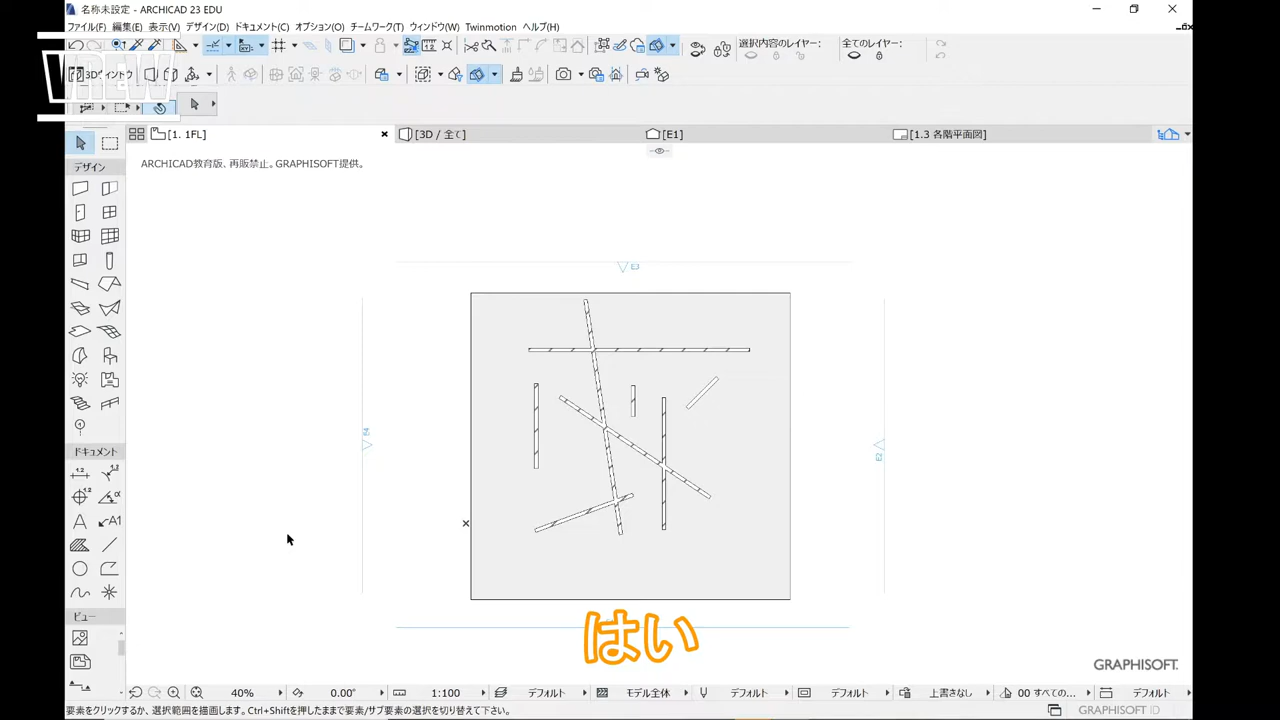 名称未設定 - ARCHICAD 23 EDU
ファイル(F) 編集(E) 表示(V) デザイン(D) ドキュメント(C) オプション(O) チームワーク(T) ウィンドウ(W) Twinmotion ヘルプ(H)
選択内容のレイヤー: 全てのレイヤー:
VREW
3Dウィンドウ
[1. 1FL] [3D / 全て] [E1] [1.3 各階平面図]
ARCHICAD教育版、再販禁止。GRAPHISOFT提供。
デザイン
E3
E4
E2
ドキュメント
1.2
1.2
A A1
ビュー
はい
GRAPHISOFT.
40% 0.00° 1:100 デフォルト モデル全体 デフォルト デフォルト 上書きなし 00 すべての... デフォルト
要素をクリックするか、選択範囲を描画します。Ctrl+Shiftを押したままで要素/サブ要素の選択を切り替えて下さい。
GRAPHISOFT ID